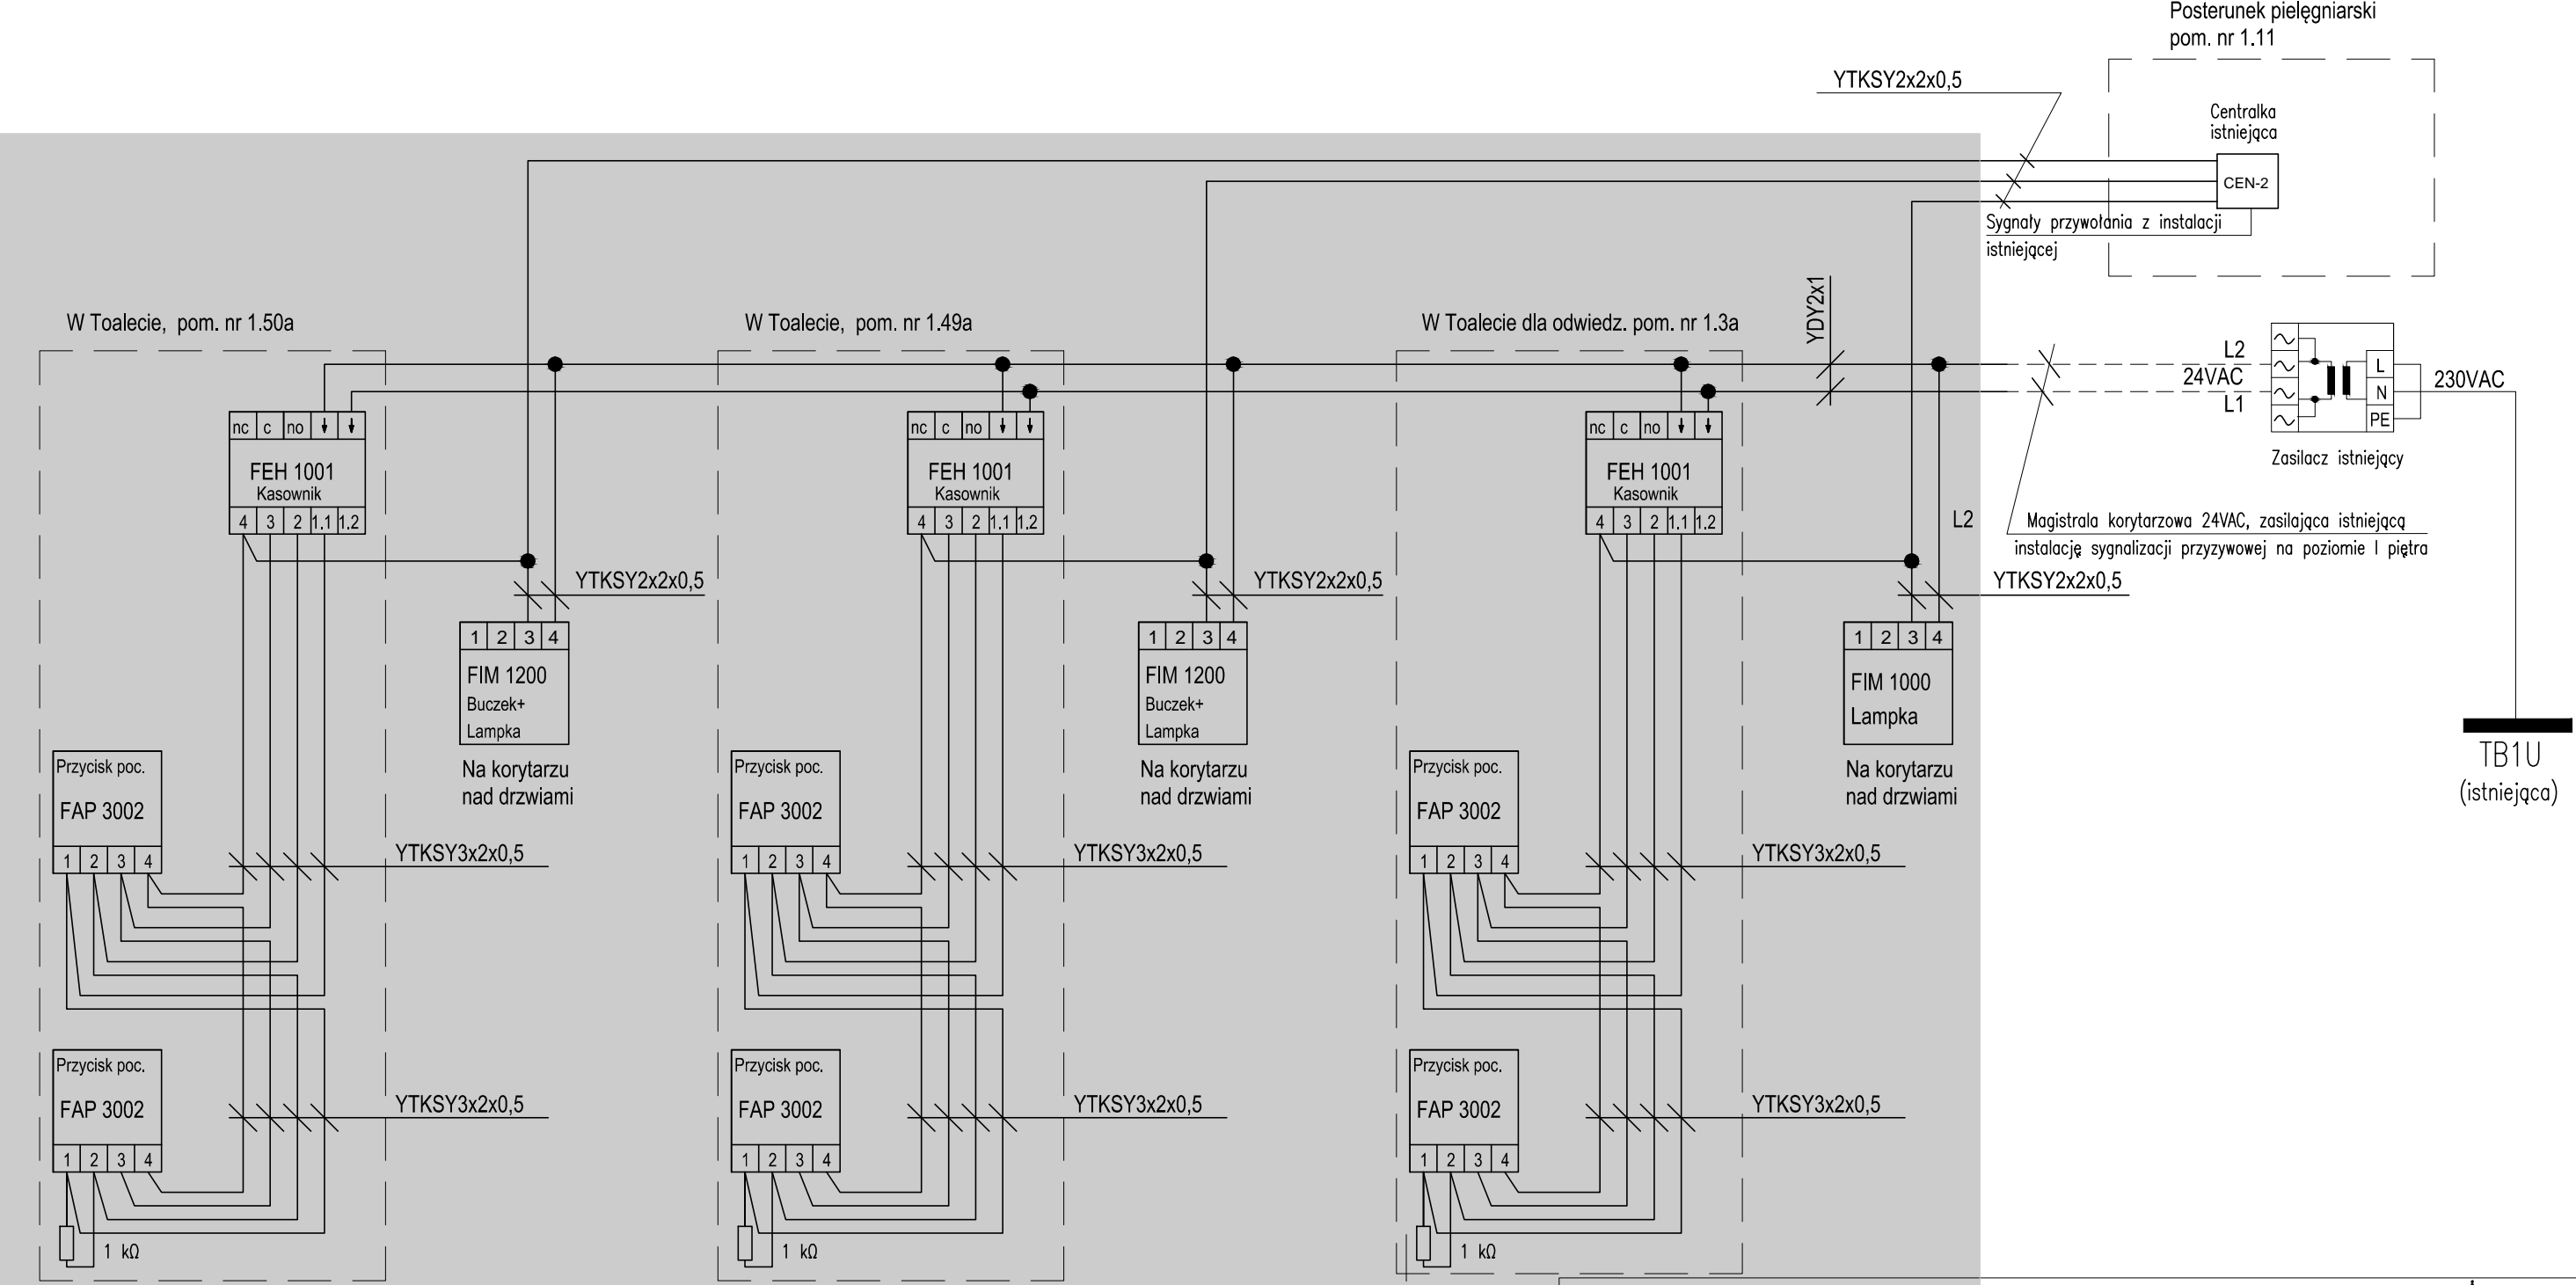 Posterunek pielęgniarski
pom. nr 1.11
YTKSY2x2x0,5
Centralka
istniejąca
CEN-2
Sygnały przywołania z instalacji
istniejącej
YDY2x1
W Toalecie, pom. nr 1.50a
W Toalecie, pom. nr 1.49a
W Toalecie dla odwiedz. pom. nr 1.3a
L2
24VAC
L1
L
N
PE
230VAC
Zasilacz istniejący
nc c no
FEH 1001
Kasownik
4 3 2 1.1 1.2
nc c no
FEH 1001
Kasownik
4 3 2 1.1 1.2
nc c no
FEH 1001
Kasownik
4 3 2 1.1 1.2
L2
Magistrala korytarzowa 24VAC, zasilająca istniejącą
instalację sygnalizacji przyzywowej na poziomie I piętra
YTKSY2x2x0,5
YTKSY2x2x0,5
YTKSY2x2x0,5
1 2 3 4
FIM 1200
Buczek+
Lampka
Na korytarzu
nad drzwiami
1 2 3 4
FIM 1200
Buczek+
Lampka
Na korytarzu
nad drzwiami
1 2 3 4
FIM 1000
Lampka
Na korytarzu
nad drzwiami
TB1U
(istniejąca)
Przycisk poc.
FAP 3002
1 2 3 4
YTKSY3x2x0,5
Przycisk poc.
FAP 3002
1 2 3 4
YTKSY3x2x0,5
Przycisk poc.
FAP 3002
1 2 3 4
YTKSY3x2x0,5
Przycisk poc.
FAP 3002
1 2 3 4
YTKSY3x2x0,5
1 kΩ
Przycisk poc.
FAP 3002
1 2 3 4
YTKSY3x2x0,5
1 kΩ
Przycisk poc.
FAP 3002
1 2 3 4
YTKSY3x2x0,5
1 kΩ